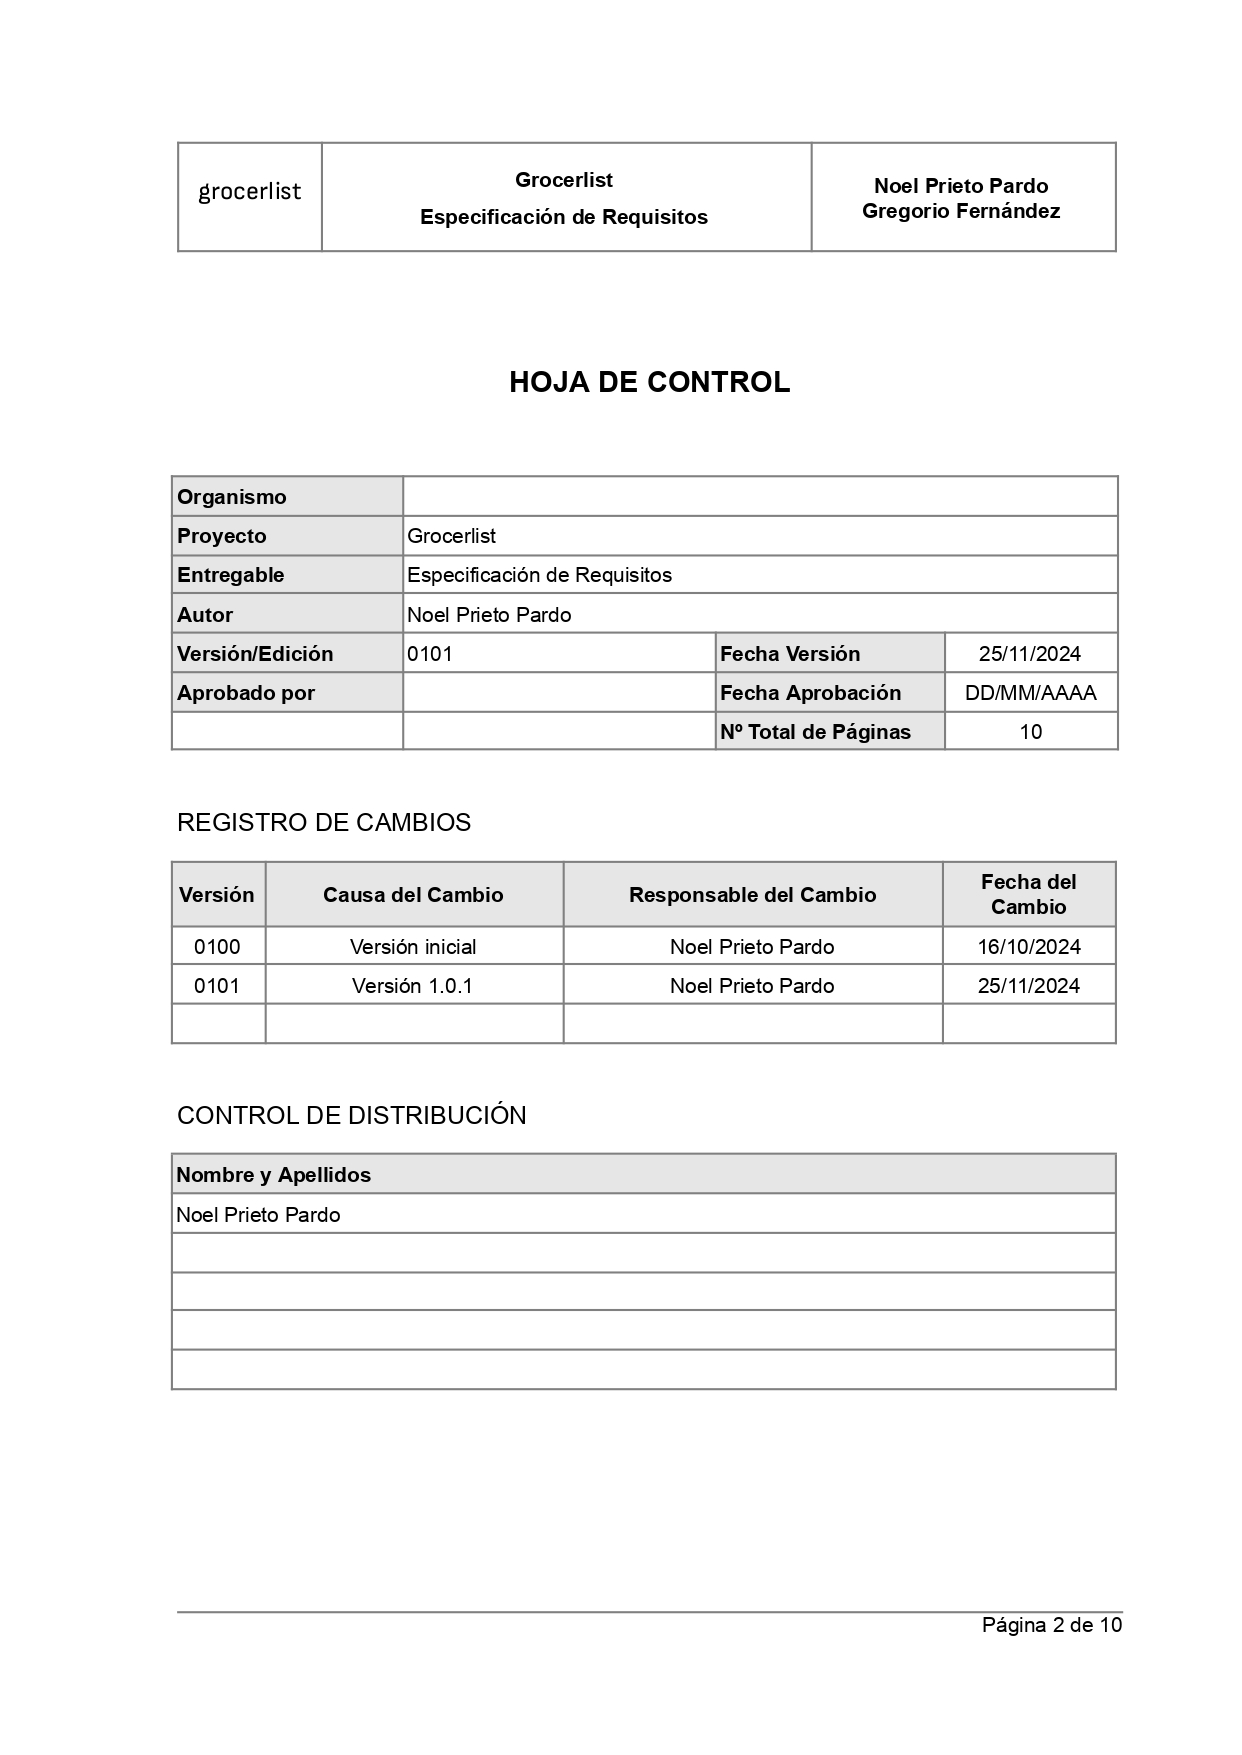 grocerlist
Grocerlist
Especificación de Requisitos
Noel Prieto Pardo
Gregorio Fernández
HOJA DE CONTROL
Organismo
Proyecto Grocerlist
Entregable Especificación de Requisitos
Autor Noel Prieto Pardo
Versión/Edición 0101 Fecha Versión 25/11/2024
Aprobado por Fecha Aprobación DD/MM/AAAA
Nº Total de Páginas 10
REGISTRO DE CAMBIOS
Versión Causa del Cambio Responsable del Cambio Fecha del
Cambio
0100 Versión inicial Noel Prieto Pardo 16/10/2024
0101 Versión 1.0.1 Noel Prieto Pardo 25/11/2024
CONTROL DE DISTRIBUCIÓN
Nombre y Apellidos
Noel Prieto Pardo
Página 2 de 10